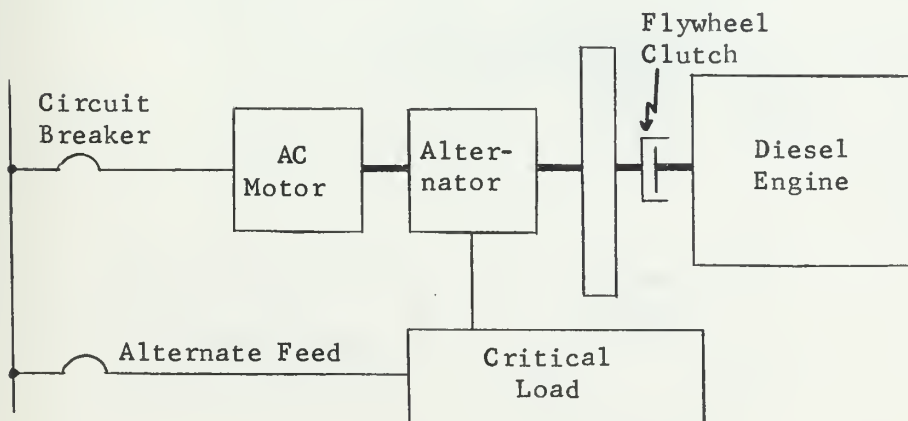 Flywheel
Clutch
Circuit
Breaker
AC
Motor
Alter-
nator
Diesel
Engine
Alternate Feed
Critical
Load